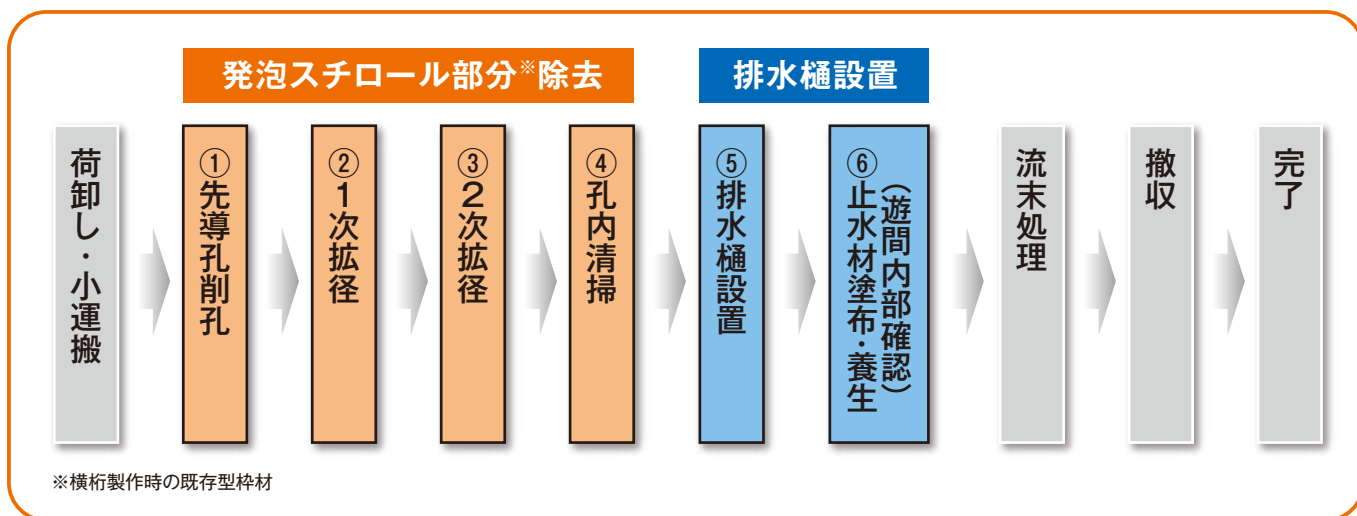 発泡スチロール部分※除去
排水樋設置
荷卸し・小運搬
①先導孔削孔
②1次拡径
③2次拡径
④孔内清掃
⑤排水樋設置
⑥止水材塗布・養生
（遊間内部確認）
流末処理
撤収
完了
※横桁製作時の既存型枠材